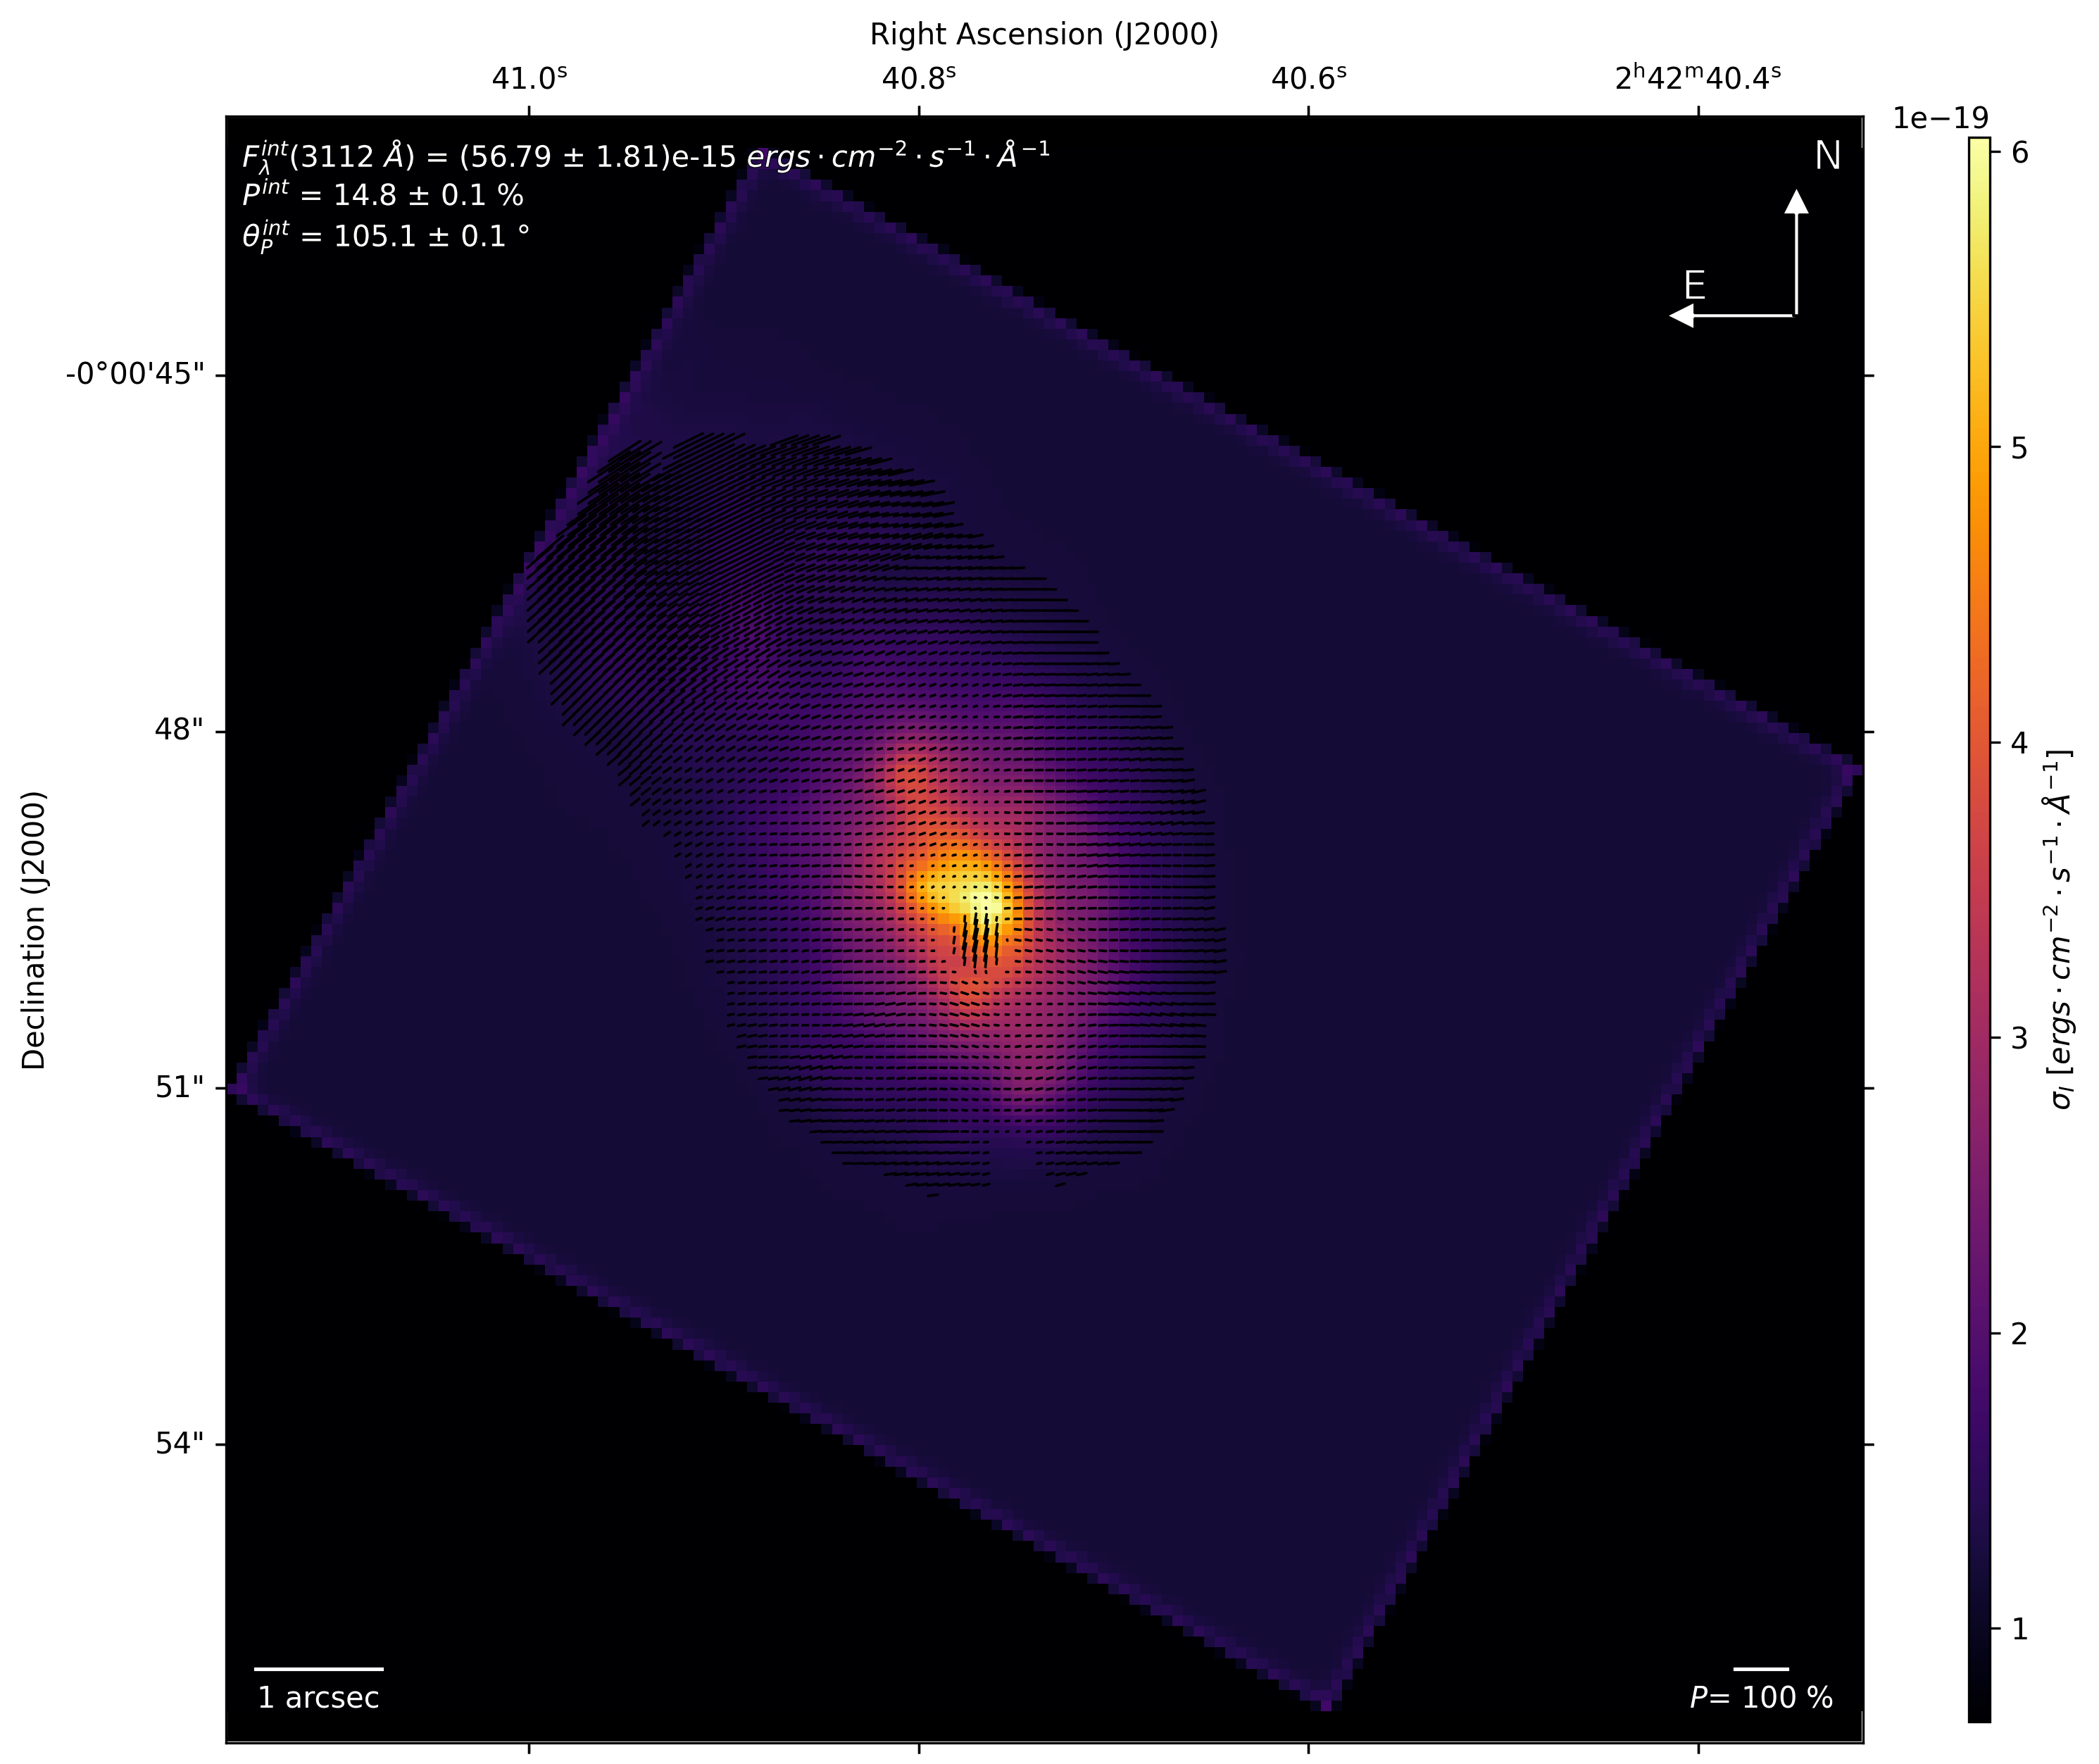 Right Ascension (J2000)
41.0ˢ 40.8ˢ 40.6ˢ 2ʰ42ᵐ40.4ˢ
1e−19
F_λ^int(3112 Å) = (56.79 ± 1.81)e-15 ergs · cm⁻² · s⁻¹ · Å⁻¹
P^int = 14.8 ± 0.1 %
θ_P^int = 105.1 ± 0.1 °
N
E
-0°00'45"
48"
51"
54"
Declination (J2000)
6
5
4
3
2
1
σ_I [ergs · cm⁻² · s⁻¹ · Å⁻¹]
1 arcsec
P= 100 %